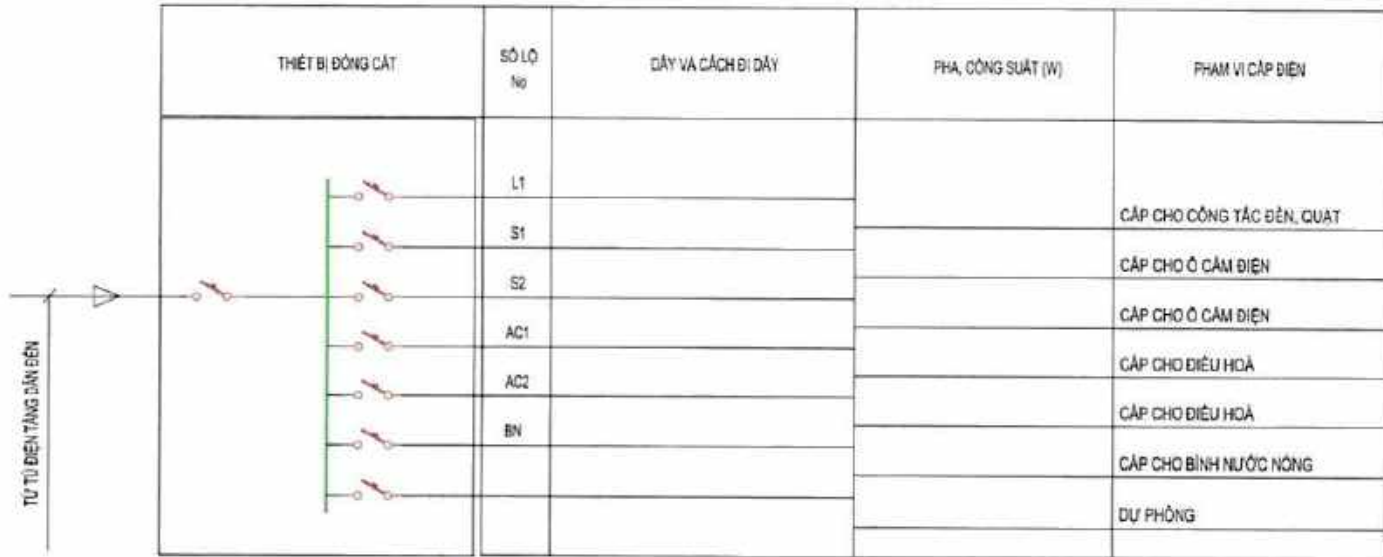 THIẾT BỊ ĐÓNG CẮT
SỐ LỘ
No
DÂY VÀ CÁCH ĐI DÂY
PHA, CÔNG SUẤT (W)
PHẠM VI CẤP ĐIỆN
L1
CẤP CHO CÔNG TẮC ĐÈN, QUẠT
S1
CẤP CHO Ổ CẮM ĐIỆN
S2
CẤP CHO Ổ CẮM ĐIỆN
AC1
CẤP CHO ĐIỀU HOÀ
AC2
CẤP CHO ĐIỀU HOÀ
BN
CẤP CHO BÌNH NƯỚC NÓNG
DỰ PHÒNG
TỪ TỦ ĐIỆN TẦNG DẪN ĐẾN